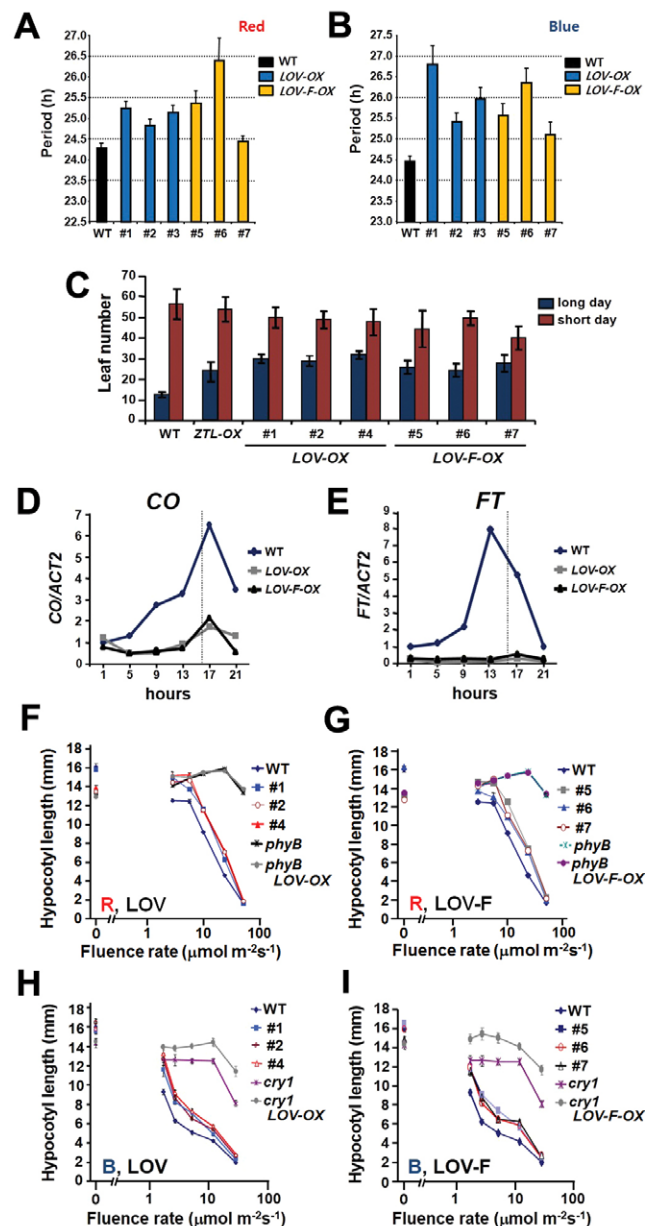 A
Red
27.0
26.5
26.0
25.5
25.0
24.5
24.0
23.5
23.0
22.5
Period (h)
WT
LOV-OX
LOV-F-OX
WT #1 #2 #3 #5 #6 #7
B
Blue
27.5
27.0
26.5
26.0
25.5
25.0
24.5
24.0
23.5
23.0
Period (h)
WT
LOV-OX
LOV-F-OX
WT #1 #2 #3 #5 #6 #7
C
Leaf number
70
60
50
40
30
20
10
0
long day
short day
WT ZTL-OX #1 #2 #4 #5 #6 #7
LOV-OX LOV-F-OX
D
CO
CO/ACT2
7
6
5
4
3
2
1
0
WT
LOV-OX
LOV-F-OX
1 5 9 13 17 21
hours
E
FT
FT/ACT2
9
8
7
6
5
4
3
2
1
0
WT
LOV-OX
LOV-F-OX
1 5 9 13 17 21
hours
F
Hypocotyl length (mm)
18
16
14
12
10
8
6
4
2
0
WT
#1
#2
#4
phyB
phyB
LOV-OX
R, LOV
0 1 10 100
Fluence rate (μmol m-2s-1)
G
Hypocotyl length (mm)
18
16
14
12
10
8
6
4
2
0
WT
#5
#6
#7
phyB
phyB
LOV-F-OX
R, LOV-F
0 1 10 100
Fluence rate (μmol m-2s-1)
H
Hypocotyl length (mm)
18
16
14
12
10
8
6
4
2
0
WT
#1
#2
#4
cry1
cry1
LOV-OX
B, LOV
0 1 10 100
Fluence rate (μmol m-2s-1)
I
Hypocotyl length (mm)
18
16
14
12
10
8
6
4
2
0
WT
#5
#6
#7
cry1
cry1
LOV-F-OX
B, LOV-F
0 1 10 100
Fluence rate (μmol m-2s-1)